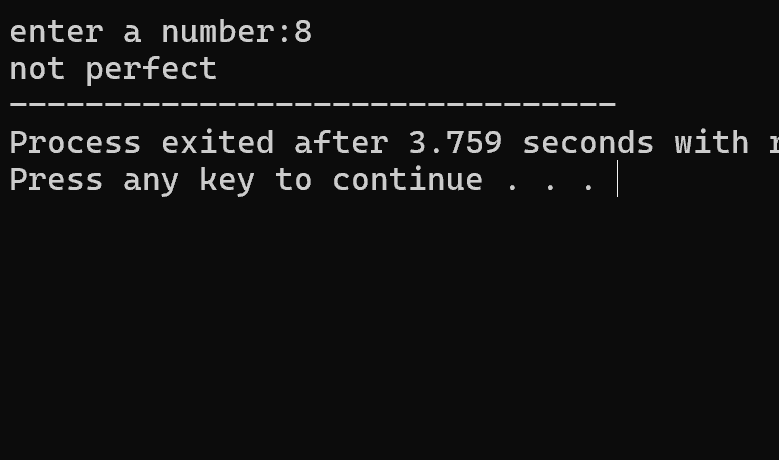 enter a number:8
not perfect
--------------------------------
Process exited after 3.759 seconds with
Press any key to continue . . .